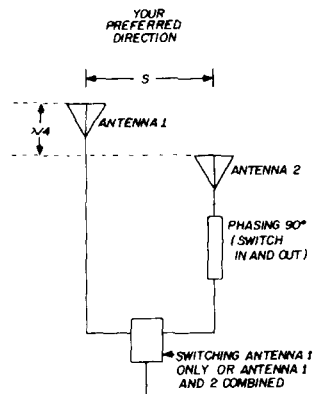 YOUR
PREFERRED
DIRECTION
S
λ/4
ANTENNA 1
ANTENNA 2
PHASING 90°
(SWITCH
IN AND OUT)
SWITCHING ANTENNA 1
ONLY OR ANTENNA 1
AND 2 COMBINED